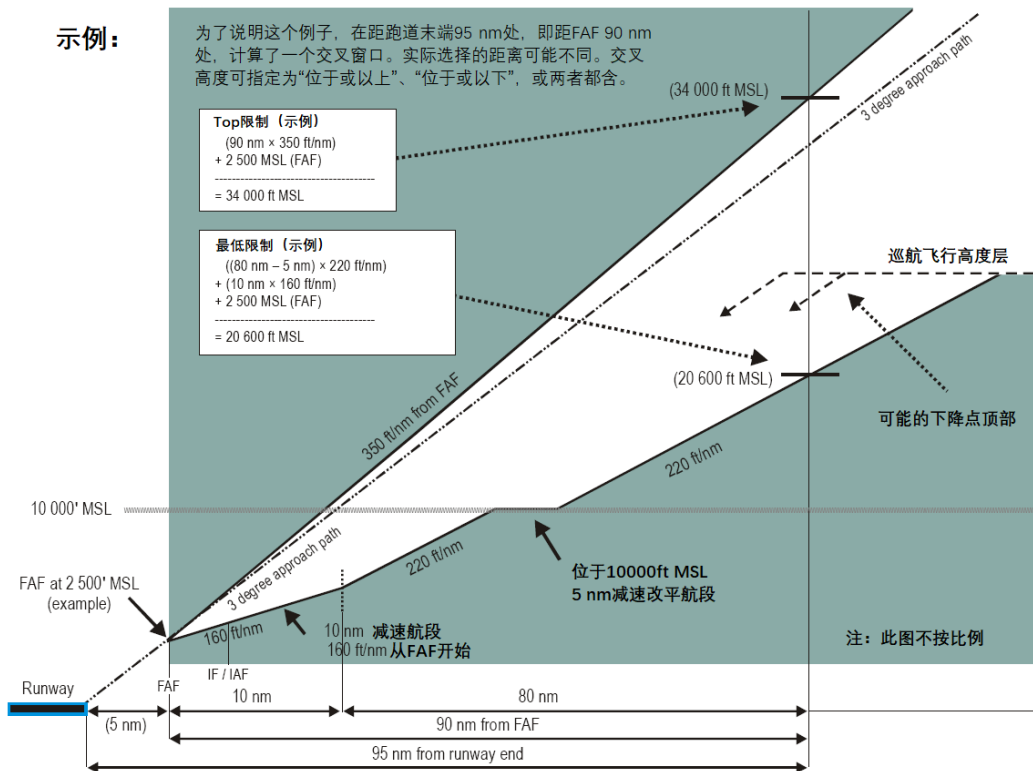 示例：
为了说明这个例子，在距跑道末端95 nm处，即距FAF 90 nm
处，计算了一个交叉窗口。实际选择的距离可能不同。交叉
高度可指定为“位于或以上”、“位于或以下”，或两者都含。
(34 000 ft MSL)
3 degree approach path
Top限制（示例）
(90 nm × 350 ft/nm)
+ 2 500 MSL (FAF)
----------------------------------------
= 34 000 ft MSL
最低限制（示例）
((80 nm – 5 nm) × 220 ft/nm)
+ (10 nm × 160 ft/nm)
+ 2 500 MSL (FAF)
----------------------------------------
= 20 600 ft MSL
巡航飞行高度层
(20 600 ft MSL)
可能的下降点顶部
350 ft/nm from FAF
220 ft/nm
10 000' MSL
220 ft/nm
位于10000ft MSL
5 nm减速改平航段
3 degree approach path
FAF at 2 500' MSL
(example)
160 ft/nm
10 nm 减速航段
160 ft/nm 从FAF开始
注：此图不按比例
IF / IAF
FAF
Runway
10 nm
80 nm
(5 nm)
90 nm from FAF
95 nm from runway end